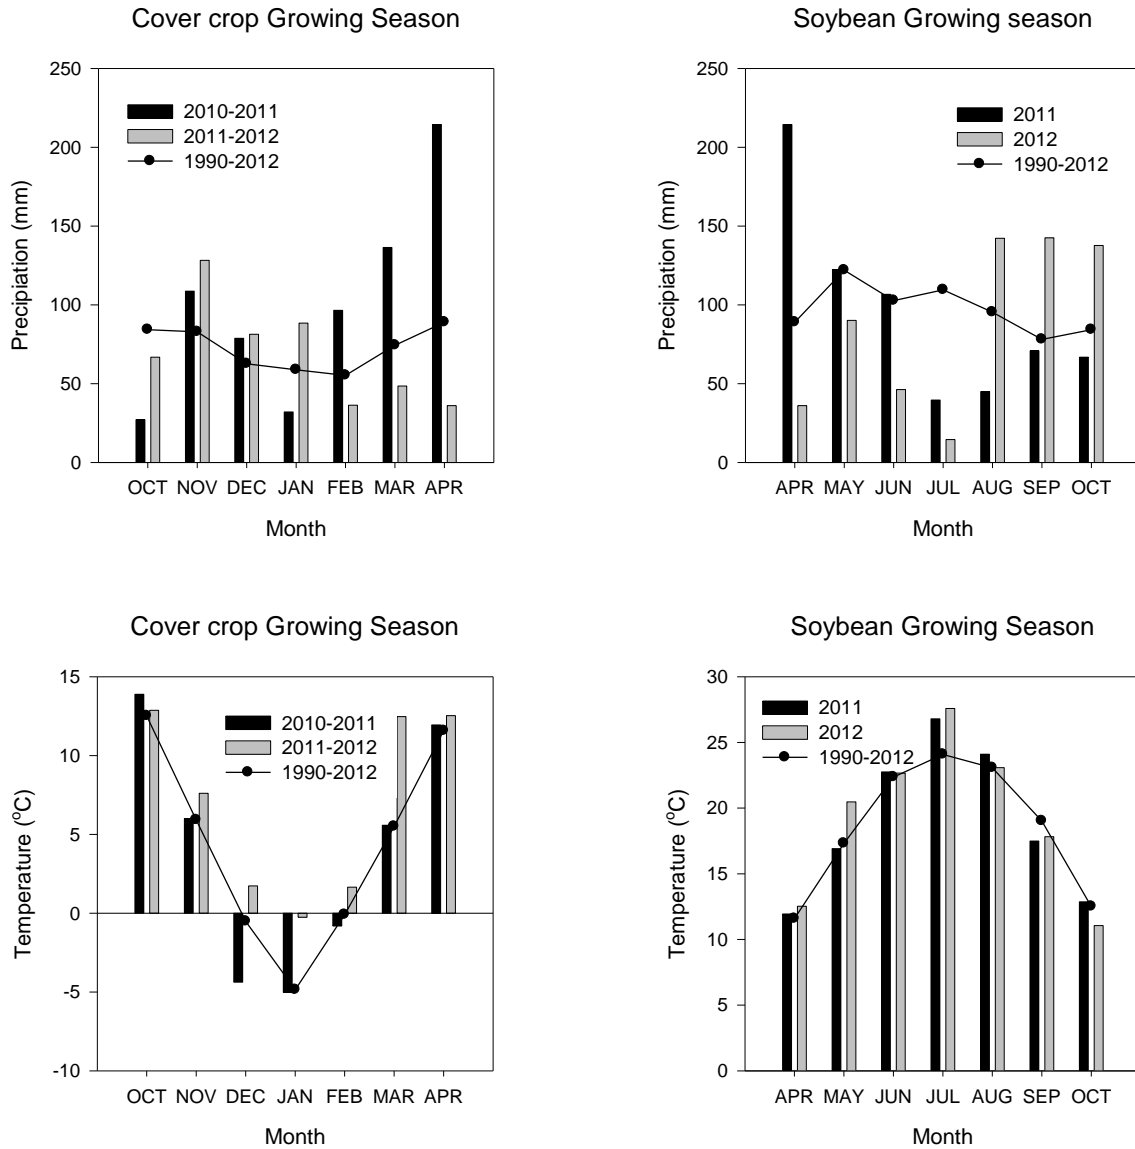 Cover crop Growing Season
250
200
150
100
50
0
Precipiation (mm)
2010-2011
2011-2012
1990-2012
OCT NOV DEC JAN FEB MAR APR
Month
Soybean Growing season
250
200
150
100
50
0
Precipitation (mm)
2011
2012
1990-2012
APR MAY JUN JUL AUG SEP OCT
Month
Cover crop Growing Season
15
10
5
0
-5
-10
Temperature (°C)
2010-2011
2011-2012
1990-2012
OCT NOV DEC JAN FEB MAR APR
Month
Soybean Growing Season
30
25
20
15
10
5
0
Temperature (°C)
2011
2012
1990-2012
APR MAY JUN JUL AUG SEP OCT
Month